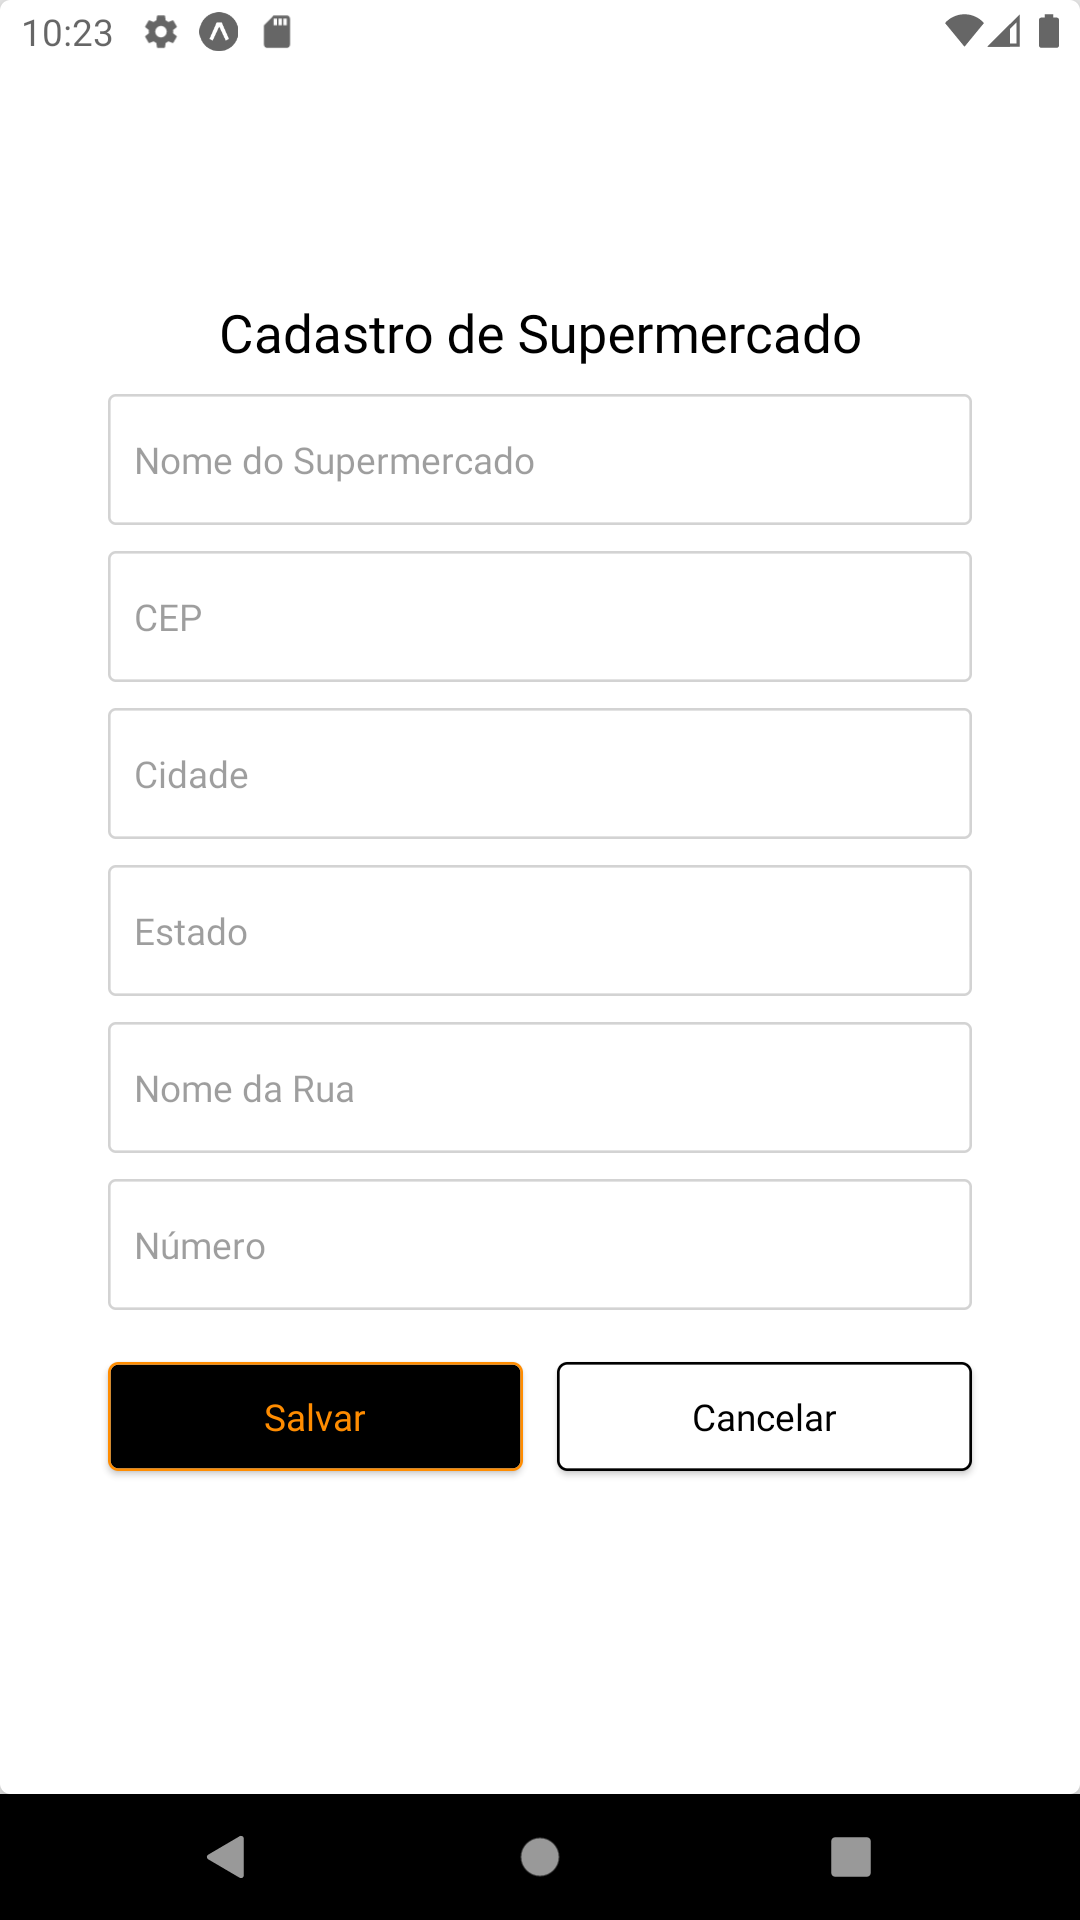 10:23
Cadastro de Supermercado
Nome do Supermercado
CEP
Cidade
Estado
Nome da Rua
Número
Salvar
Cancelar